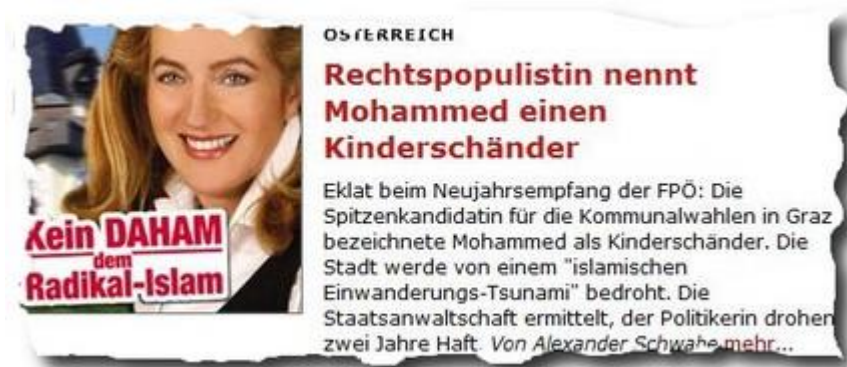 ÖSTERREICH
Rechtspopulistin nennt
Mohammed einen
Kinderschänder
Eklat beim Neujahrsempfang der FPÖ: Die
Spitzenkandidatin für die Kommunalwahlen in Graz
bezeichnete Mohammed als Kinderschänder. Die
Stadt werde von einem "islamischen
Einwanderungs-Tsunami" bedroht. Die
Staatsanwaltschaft ermittelt, der Politikerin drohen
zwei Jahre Haft. Von Alexander Schwabe mehr...
Kein DAHAM
dem
Radikal-Islam